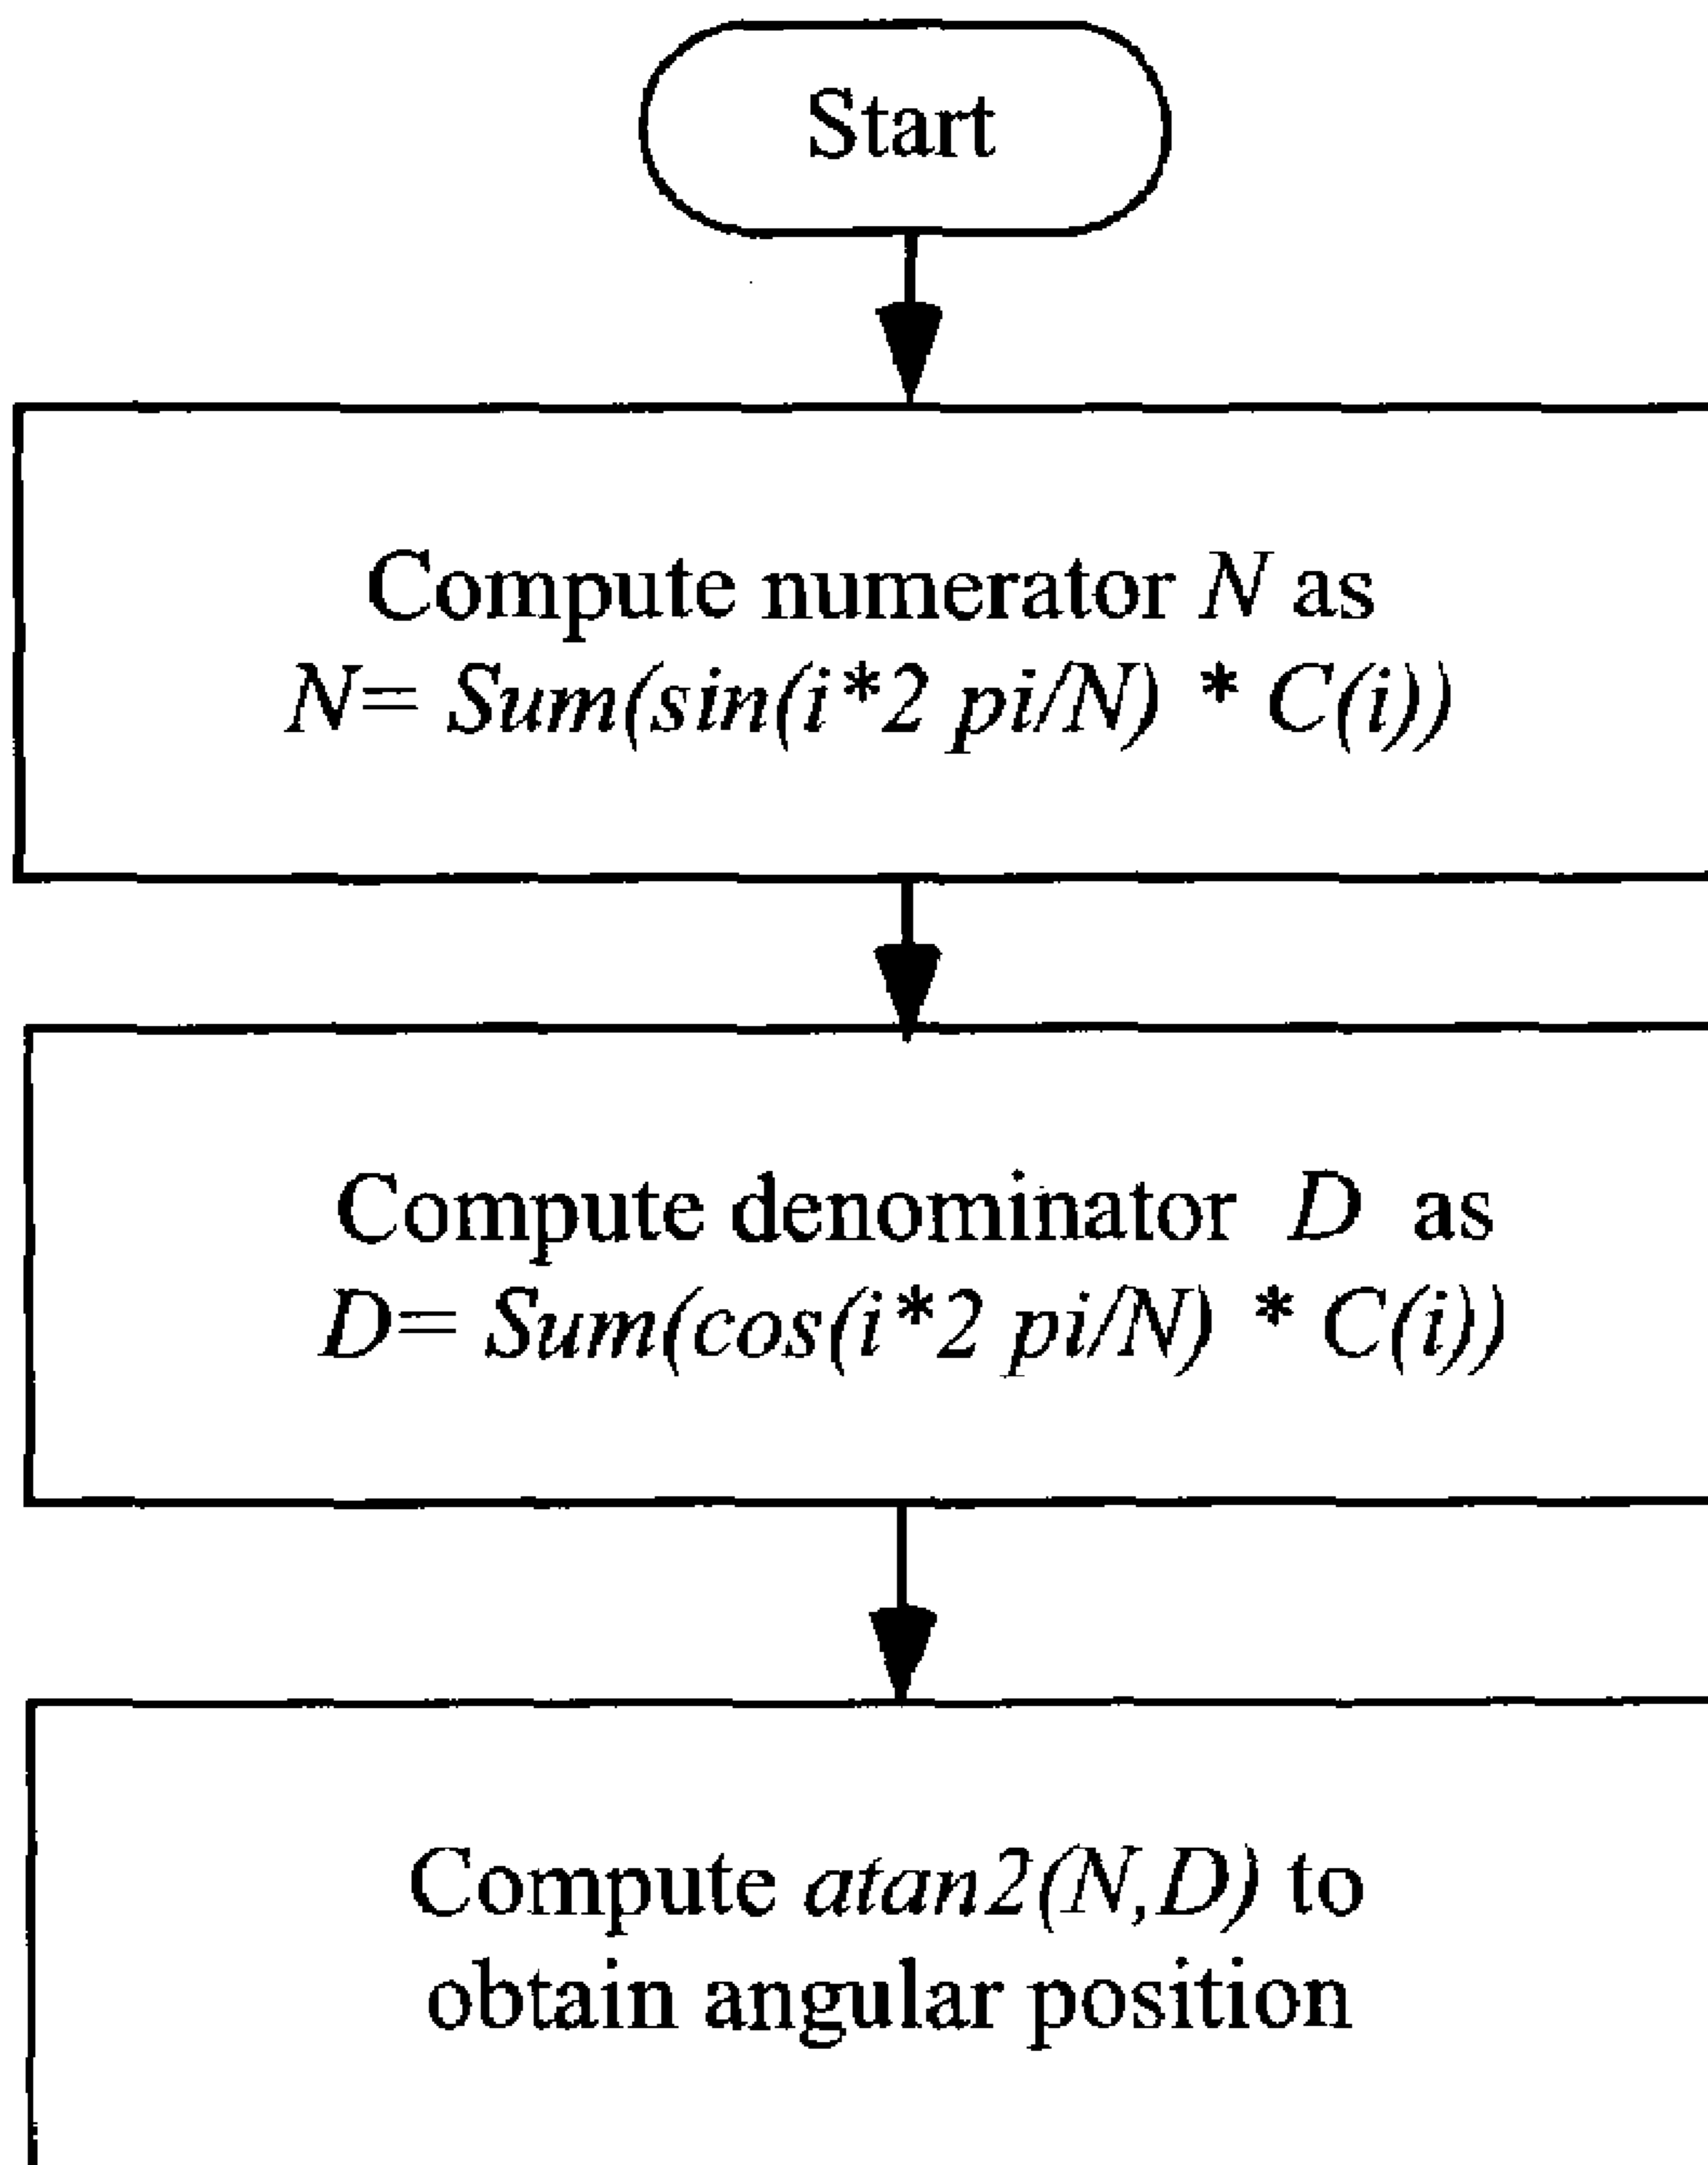 Start
Compute numerator N as
N= Sum(sin(i*2 pi/N) * C(i))
Compute denominator D as
D= Sum(cos(i*2 pi/N) * C(i))
Compute atan2(N,D) to
obtain angular position